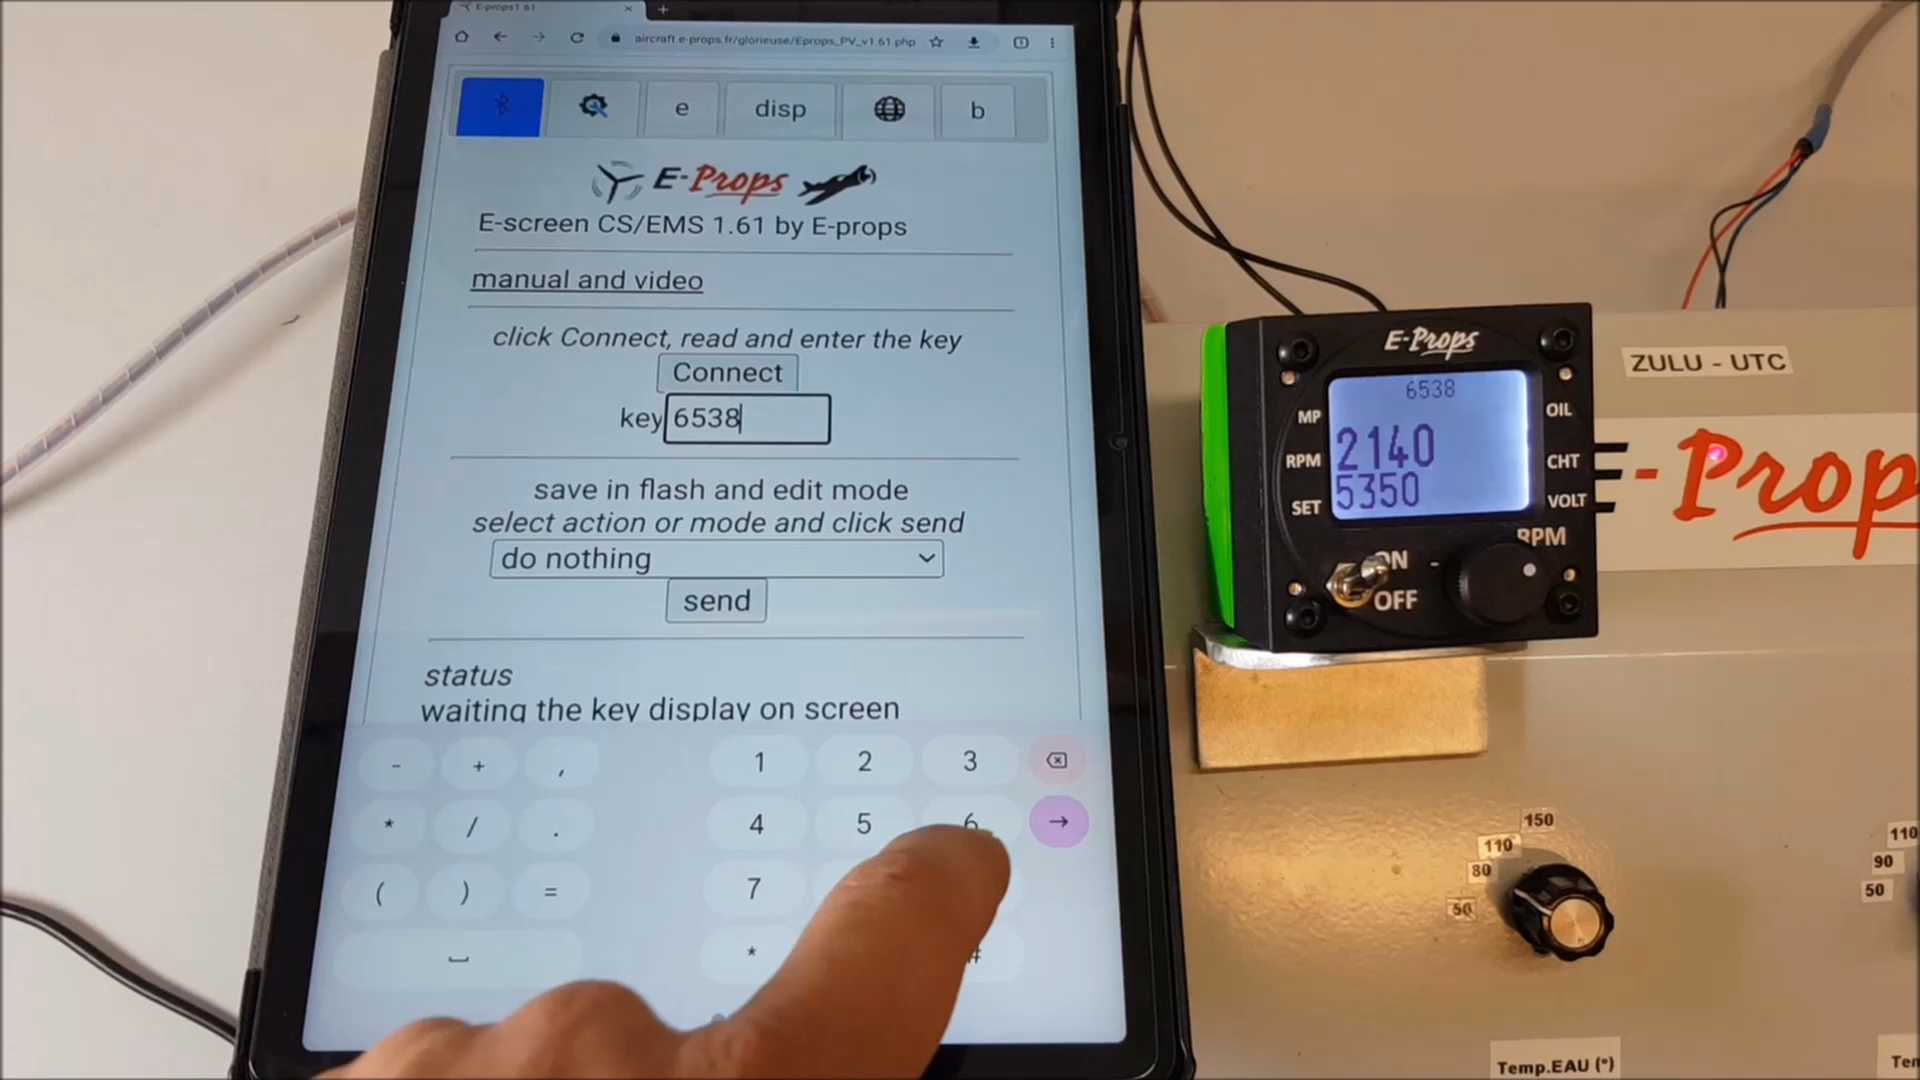 E-props1.61
aircraft.e-props.fr/glorieuse/Eprops_PV_v1.61.php
e
disp
b
E-Props
E-screen CS/EMS 1.61 by E-props
manual and video
click Connect, read and enter the key
Connect
key 6538
save in flash and edit mode
select action or mode and click send
do nothing
send
status
waiting the key display on screen
- + , 1 2 3
* / . 4 5 6 →
( ) = 7
* #
E-Props
6538
MP
OIL
RPM 2140 CHT
SET 5350 VOLT
RPM
ON -
OFF
ZULU - UTC
E-Prop
150
110
80
50
110
90
50
Temp.EAU (°)